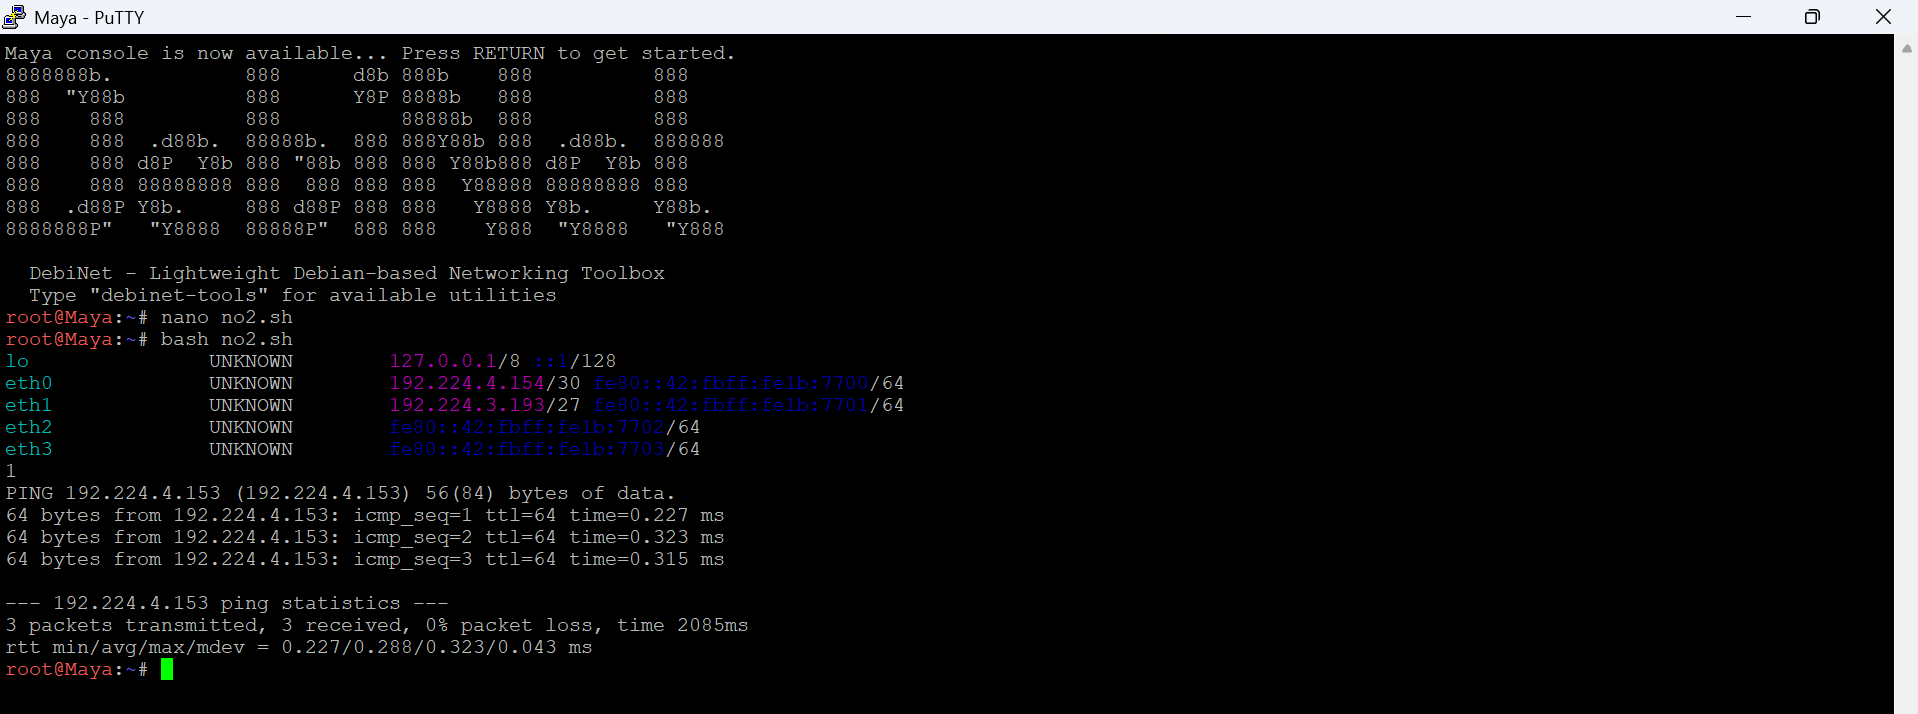 Maya - PuTTY
Maya console is now available... Press RETURN to get started.
8888888b.            888      d8b 888b    888          888
888  "Y88b           888      Y8P 8888b   888          888
888    888           888          88888b  888          888
888    888  .d88b.  88888b.  888 888Y88b 888  .d88b.  888888
888    888 d8P  Y8b 888 "88b 888 888 Y88b888 d8P  Y8b 888
888    888 88888888 888  888 888 888  Y88888 88888888 888
888  .d88P Y8b.     888 d88P 888 888   Y8888 Y8b.     Y88b.
8888888P"   "Y8888  88888P"  888 888    Y888  "Y8888   "Y888
DebiNet - Lightweight Debian-based Networking Toolbox
Type "debinet-tools" for available utilities
root@Maya:~# nano no2.sh
root@Maya:~# bash no2.sh
lo UNKNOWN 127.0.0.1/8 ::1/128
eth0 UNKNOWN 192.224.4.154/30 fe80::42:fbff:fe1b:7700/64
eth1 UNKNOWN 192.224.3.193/27 fe80::42:fbff:fe1b:7701/64
eth2 UNKNOWN fe80::42:fbff:fe1b:7702/64
eth3 UNKNOWN fe80::42:fbff:fe1b:7703/64
1
PING 192.224.4.153 (192.224.4.153) 56(84) bytes of data.
64 bytes from 192.224.4.153: icmp_seq=1 ttl=64 time=0.227 ms
64 bytes from 192.224.4.153: icmp_seq=2 ttl=64 time=0.323 ms
64 bytes from 192.224.4.153: icmp_seq=3 ttl=64 time=0.315 ms
--- 192.224.4.153 ping statistics ---
3 packets transmitted, 3 received, 0% packet loss, time 2085ms
rtt min/avg/max/mdev = 0.227/0.288/0.323/0.043 ms
root@Maya:~#